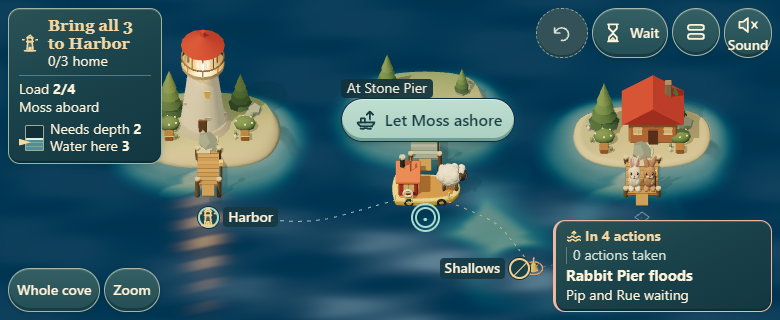 Bring all 3
to Harbor
0/3 home
Load 2/4
Moss aboard
Needs depth 2
Water here 3
At Stone Pier
Let Moss ashore
Wait
Sound
Harbor
Shallows
In 4 actions
0 actions taken
Rabbit Pier floods
Pip and Rue waiting
Whole cove
Zoom